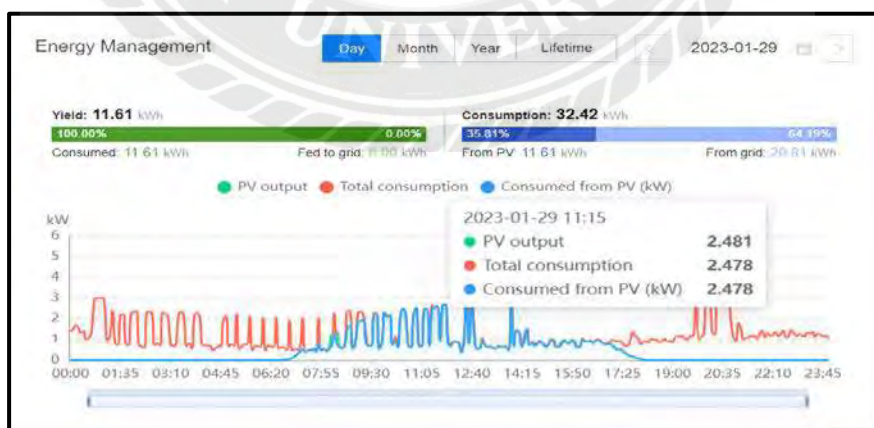 UNIVER
Energy Management
Day Month Year Lifetime 2023-01-29
Yield: 11.61 kWh Consumption: 32.42 kWh
100.00% 0.00% 35.81% 64.19%
Consumed: 11.61 kWh Fed to grid: 0.00 kWh From PV: 11.61 kWh From grid: 20.81 kWh
PV output Total consumption Consumed from PV (kW)
kW
6
5
4
3
2
1
0
2023-01-29 11:15
PV output 2.481
Total consumption 2.478
Consumed from PV (kW) 2.478
00:00 01:35 03:10 04:45 06:20 07:55 09:30 11:05 12:40 14:15 15:50 17:25 19:00 20:35 22:10 23:45